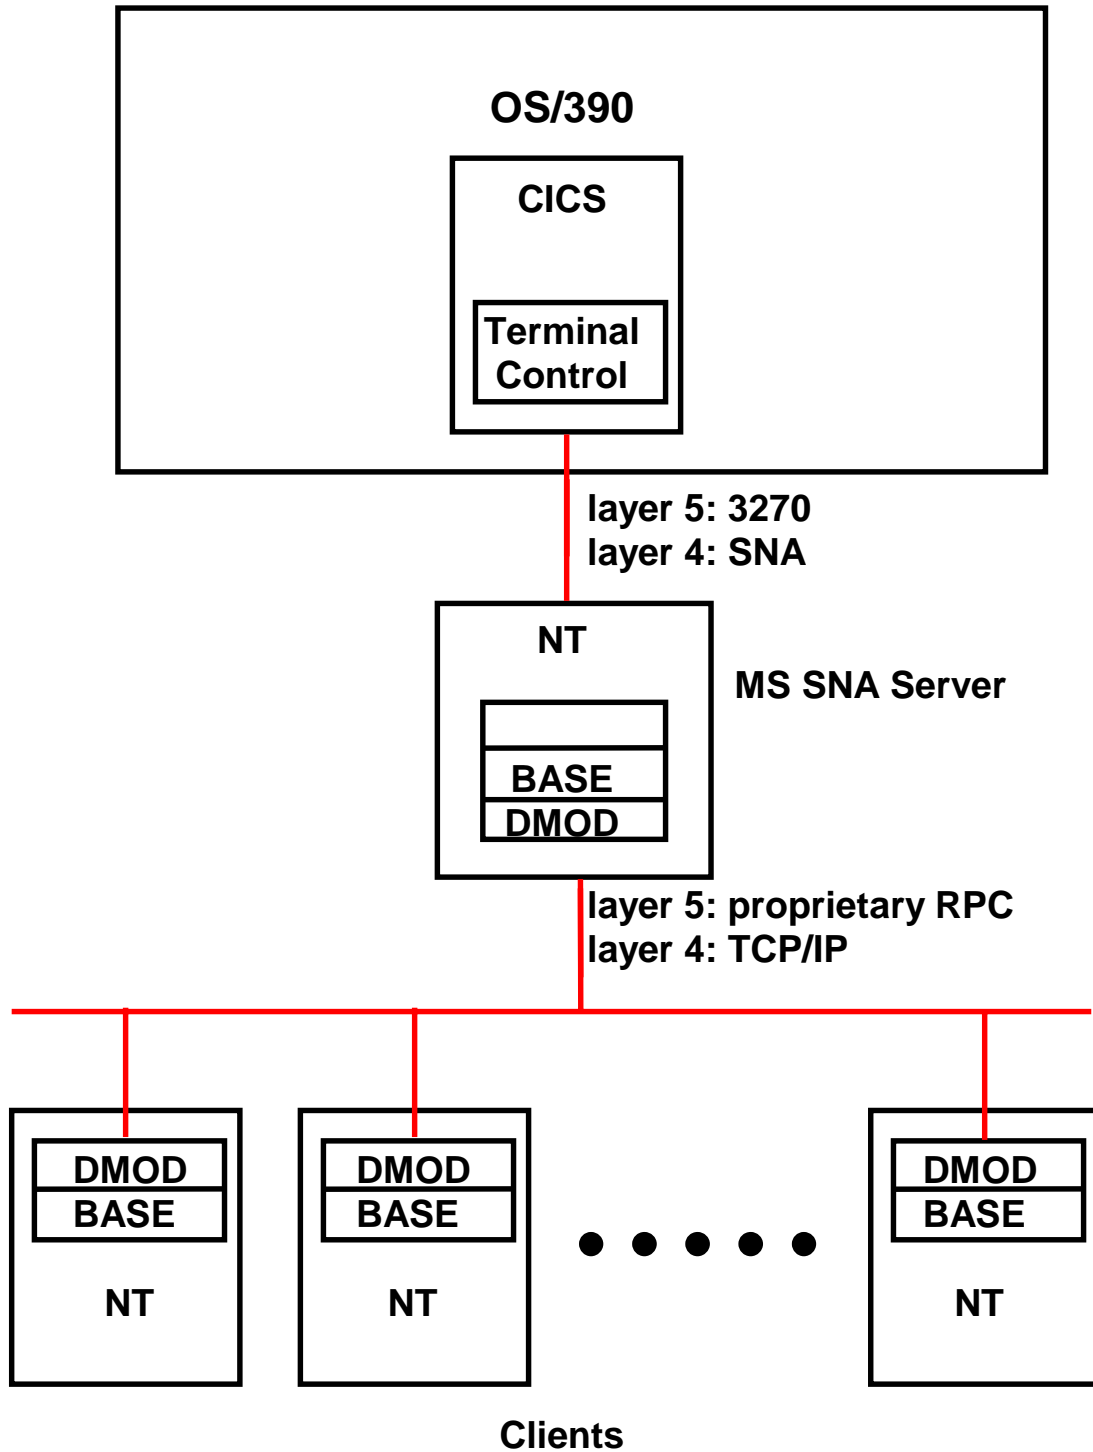 OS/390
CICS
Terminal
Control
layer 5: 3270
layer 4: SNA
NT
MS SNA Server
BASE
DMOD
layer 5: proprietary RPC
layer 4: TCP/IP
DMOD
BASE
NT
DMOD
BASE
NT
DMOD
BASE
NT
Clients